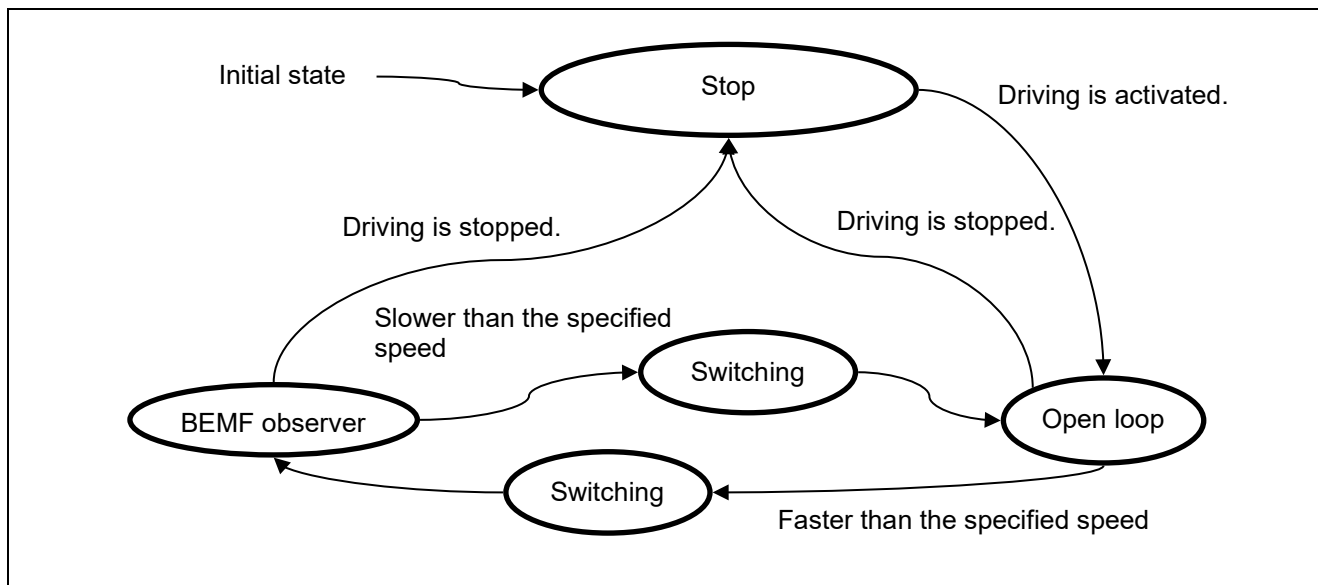 Initial state
Stop
Driving is activated.
Driving is stopped.
Driving is stopped.
Slower than the specified
speed
Switching
BEMF observer
Open loop
Switching
Faster than the specified speed